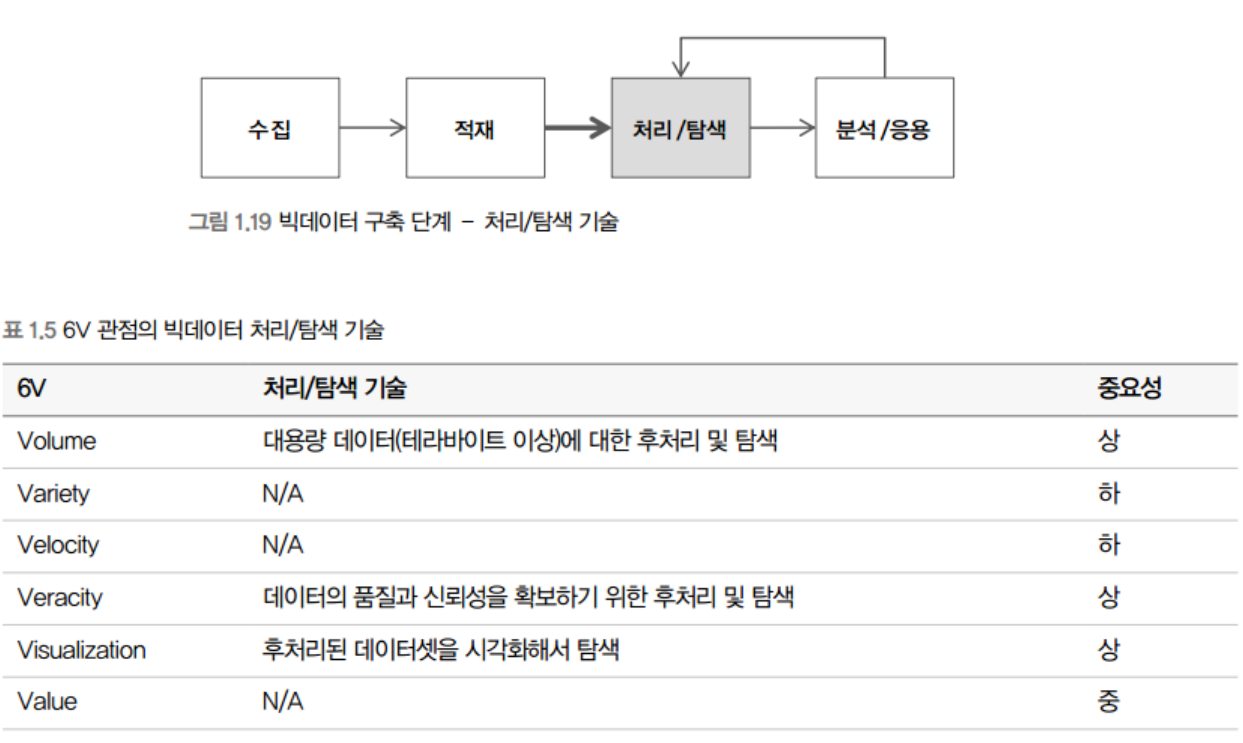 수집
적재
처리/탐색
분석/응용
그림 1.19 빅데이터 구축 단계 - 처리/탐색 기술
표 1.5 6V 관점의 빅데이터 처리/탐색 기술
6V 처리/탐색 기술 중요성
Volume 대용량 데이터(테라바이트 이상)에 대한 후처리 및 탐색 상
Variety N/A 하
Velocity N/A 하
Veracity 데이터의 품질과 신뢰성을 확보하기 위한 후처리 및 탐색 상
Visualization 후처리된 데이터셋을 시각화해서 탐색 상
Value N/A 중